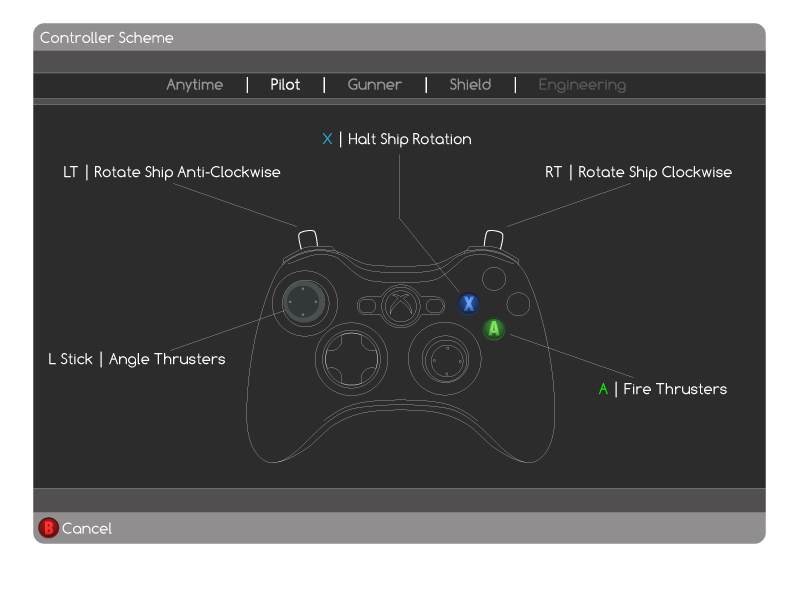 Controller Scheme
Anytime | Pilot | Gunner | Shield | Engineering
X | Halt Ship Rotation
LT | Rotate Ship Anti-Clockwise
RT | Rotate Ship Clockwise
X
A
L Stick | Angle Thrusters
A | Fire Thrusters
B Cancel